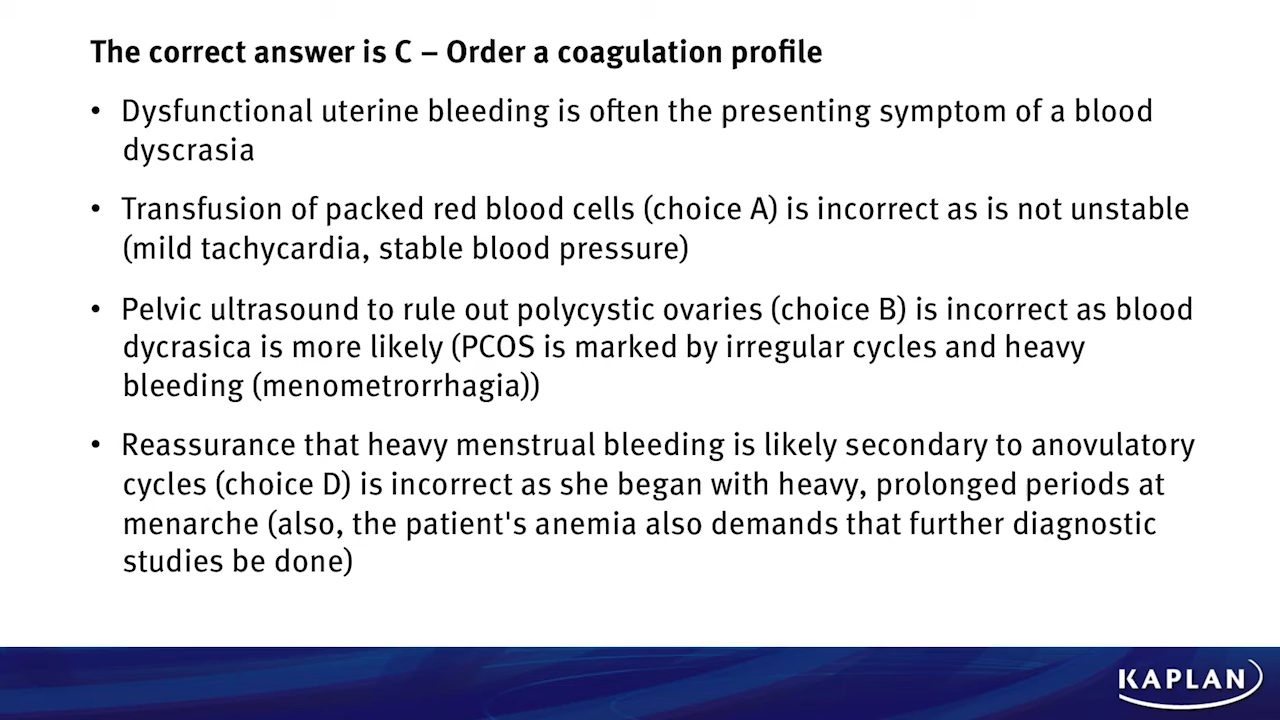 The correct answer is C – Order a coagulation profile
• Dysfunctional uterine bleeding is often the presenting symptom of a blood
dyscrasia
• Transfusion of packed red blood cells (choice A) is incorrect as is not unstable
(mild tachycardia, stable blood pressure)
• Pelvic ultrasound to rule out polycystic ovaries (choice B) is incorrect as blood
dycrasica is more likely (PCOS is marked by irregular cycles and heavy
bleeding (menometrorrhagia))
• Reassurance that heavy menstrual bleeding is likely secondary to anovulatory
cycles (choice D) is incorrect as she began with heavy, prolonged periods at
menarche (also, the patient's anemia also demands that further diagnostic
studies be done)
KAPLAN